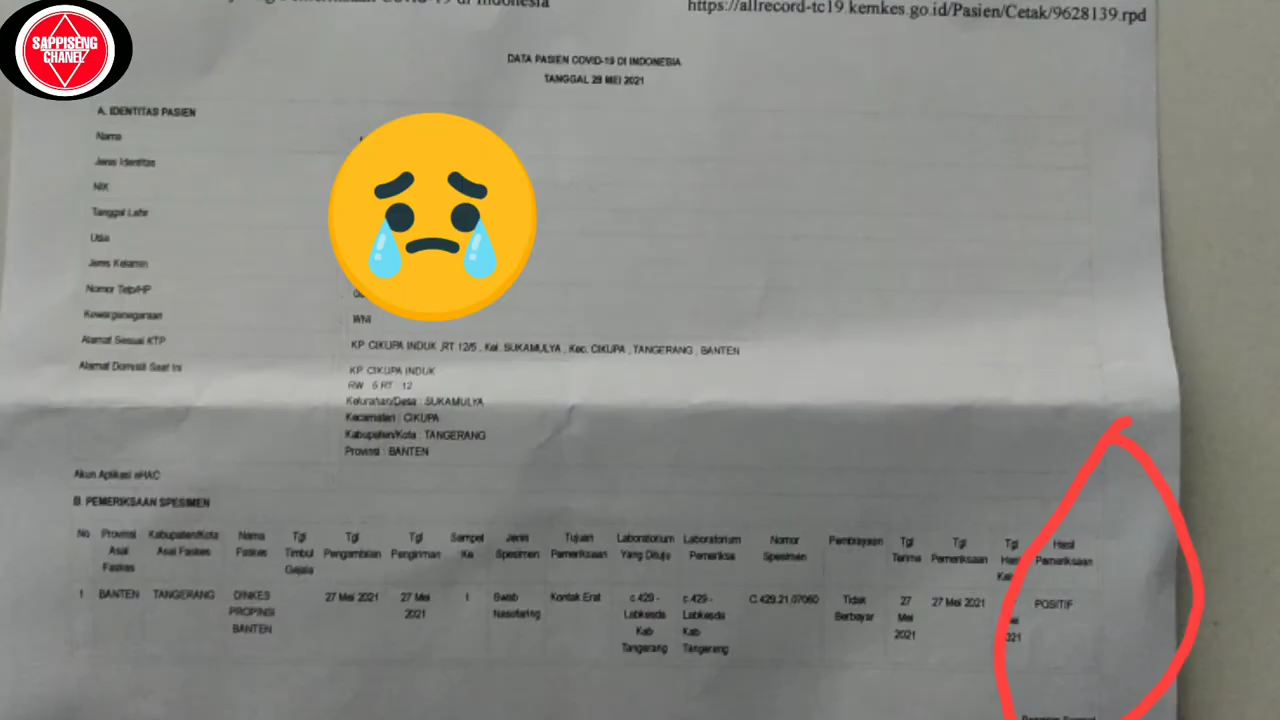 SAPPISENG
CHANEL
Covid-19 di Indonesia
https://allrecord-tc19.kemkes.go.id/Pasien/Cetak/9628139.rpd
DATA PASIEN COVID-19 DI INDONESIA
TANGGAL 29 MEI 2021
A. IDENTITAS PASIEN
Nama
Jenis Identitas
NIK
Tanggal Lahir
Usia
Jenis Kelamin
Nomor Telp/HP
Kewarganegaraan
WNI
Alamat Sesuai KTP
KP CIKUPA INDUK ,RT 12/5 , Kel. SUKAMULYA , Kec. CIKUPA , TANGERANG , BANTEN
Alamat Domisili Saat Ini
KP CIKUPA INDUK
RW 5 RT 12
Kelurahan/Desa : SUKAMULYA
Kecamatan : CIKUPA
Kabupaten/Kota : TANGERANG
Provinsi : BANTEN
Akun Aplikasi eHAC
B. PEMERIKSAAN SPESIMEN
No Provinsi Kabupaten/Kota Nama Tgl Tgl Tgl Sampel Jenis Tujuan Laboratorium Laboratorium Nomor Pembiayaan Tgl Tgl Tgl Hasil
Asal Asal Faskes Faskes Timbul Pengambilan Pengiriman Ke Spesimen Pemeriksaan Yang Dituju Pemeriksa Spesimen Terima Pemeriksaan Pemeriksaan
Faskes Gejala
1 BANTEN TANGERANG DINKES 27 Mei 2021 27 Mei 1 Swab Kontak Erat c.429 - c.429 - C.429.21.07060 Tidak 27 27 Mei 2021 POSITIF
PROPINSI 2021 Nasofaring Labkesda Labkesda Berbayar Mei
BANTEN Kab Kab 2021
Tangerang Tangerang